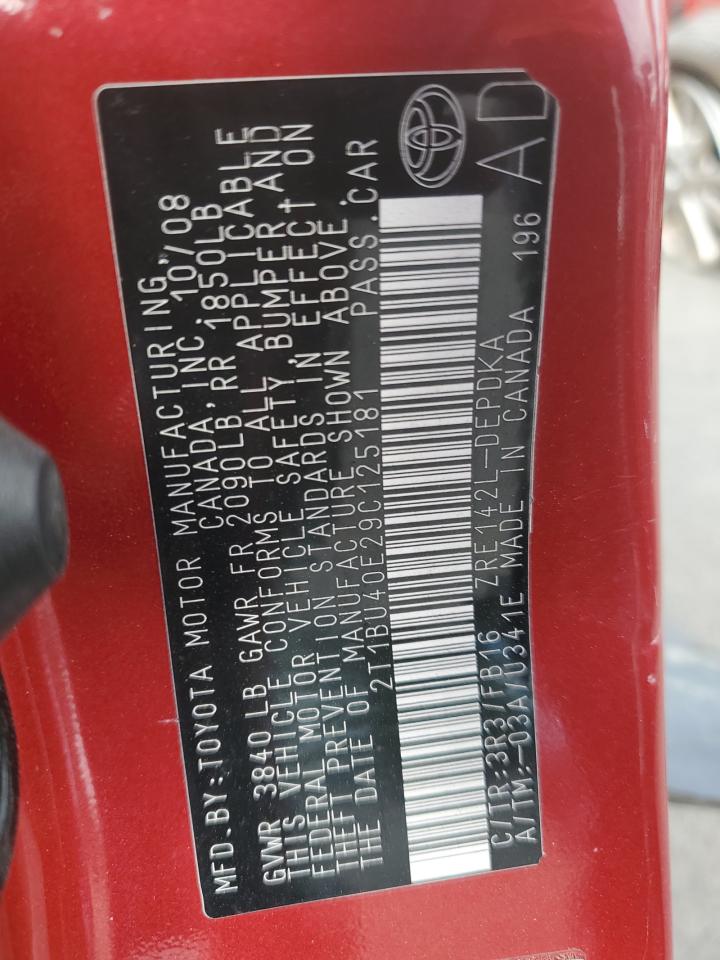 MFD.BY:TOYOTA MOTOR MANUFACTURING,
CANADA,INC. 10/08
GVWR 3840 LB GAWR FR 2090LB RR 1850LB
THIS VEHICLE CONFORMS TO ALL APPLICABLE
FEDERAL MOTOR VEHICLE SAFETY,BUMPER AND
THEFT PREVENTION STANDARDS IN EFFECT ON
THE DATE OF MANUFACTURE SHOWN ABOVE.
2T1BU40E29C125181 PASS.CAR
C/TR:3R3/FB16 ZRE142L-DEPDKA
A/TM:-03A/U341E MADE IN CANADA 196
AD